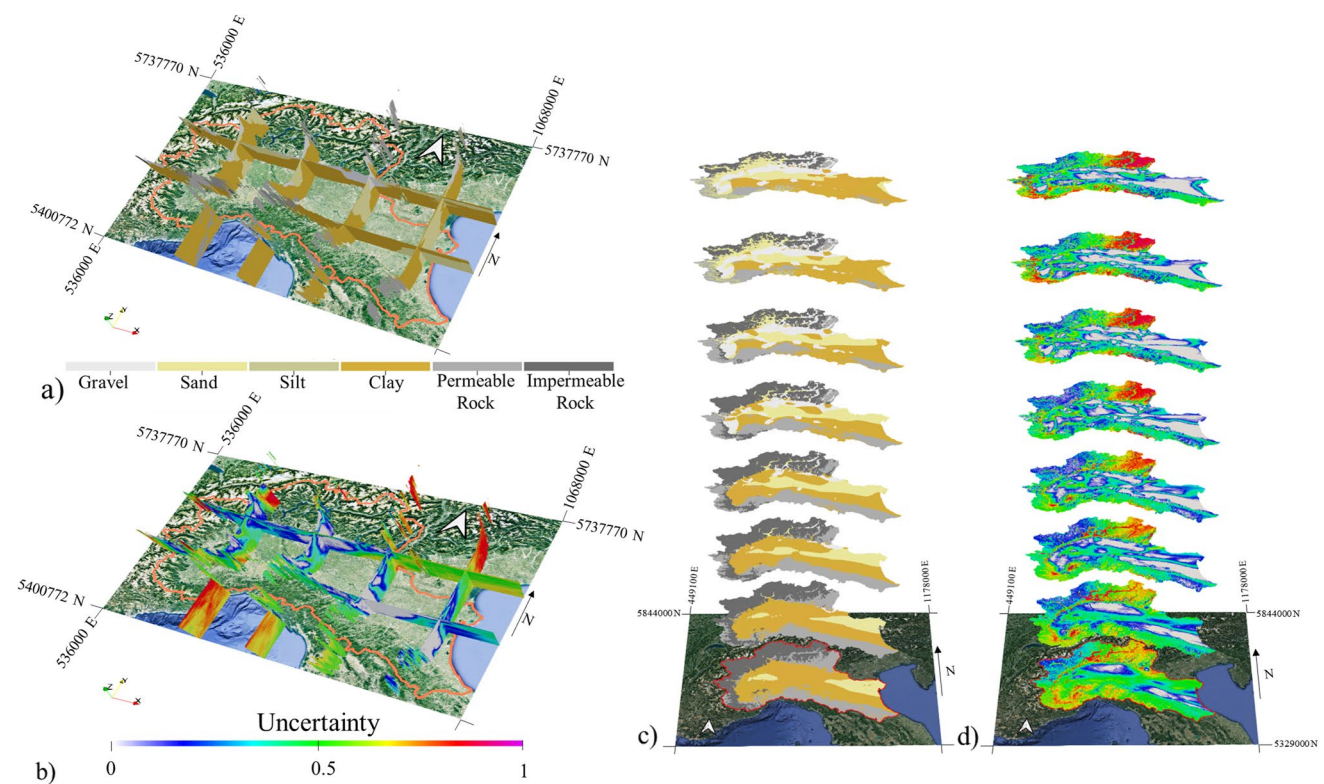 536000 E
5737770 N
1068000 E
5737770 N
5400772 N
536000 E
N
Z Y X
Gravel Sand Silt Clay Permeable Rock Impermeable Rock
a)
536000 E
5737770 N
1068000 E
5737770 N
5400772 N
536000 E
N
Z Y X
Uncertainty
0 0.5 1
b)
449100 E
1178000 E
5844000 N
N
c)
449100 E
1178000 E
5844000 N
N
5329000N
d)